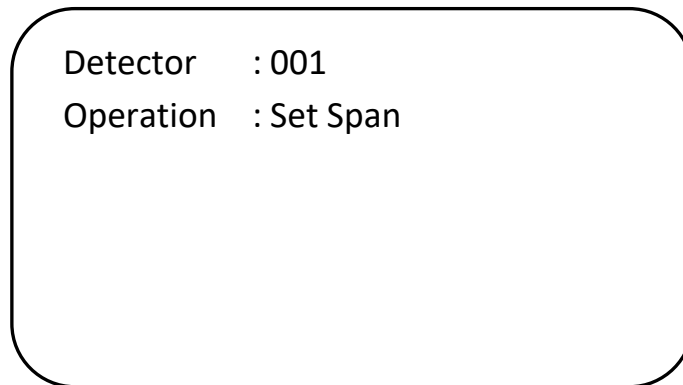 Detector : 001
Operation : Set Span